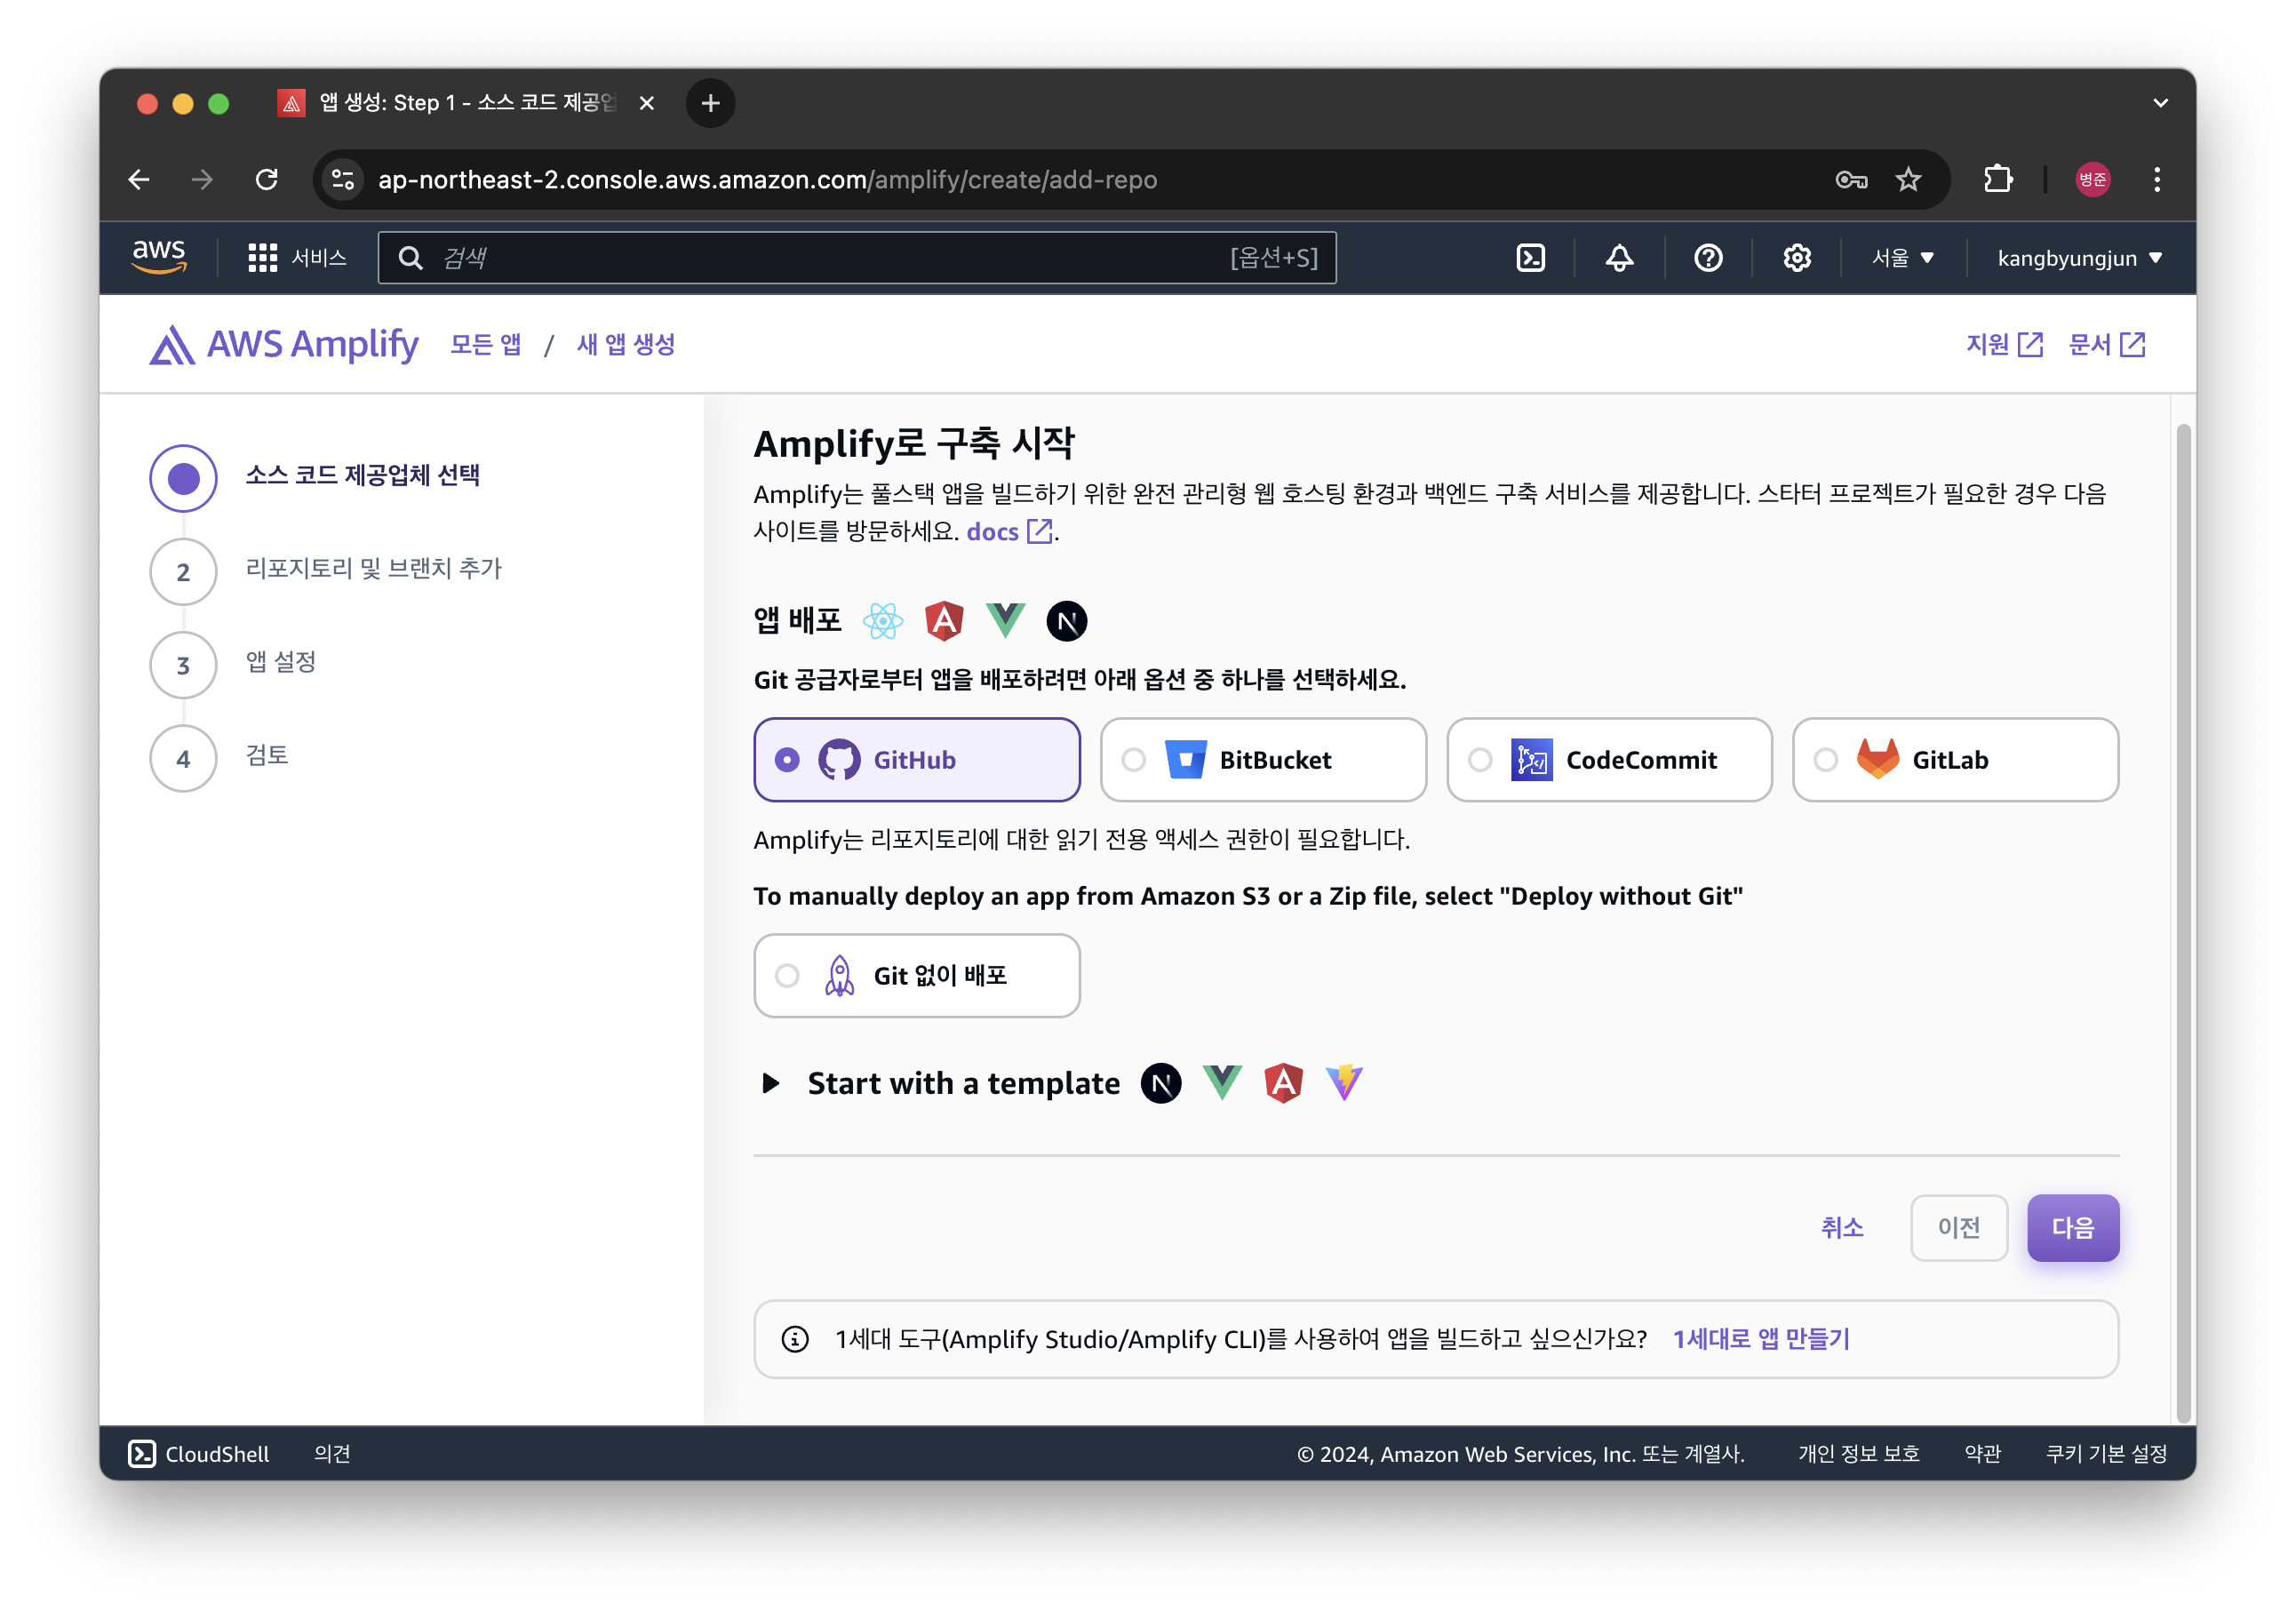 앱 생성: Step 1 - 소스 코드 제공업
ap-northeast-2.console.aws.amazon.com/amplify/create/add-repo
병준
aws
서비스
검색
[옵션+S]
서울
kangbyungjun
AWS Amplify
모든 앱 / 새 앱 생성
지원
문서
소스 코드 제공업체 선택
2 리포지토리 및 브랜치 추가
3 앱 설정
4 검토
Amplify로 구축 시작
Amplify는 풀스택 앱을 빌드하기 위한 완전 관리형 웹 호스팅 환경과 백엔드 구축 서비스를 제공합니다. 스타터 프로젝트가 필요한 경우 다음
사이트를 방문하세요. docs .
앱 배포
Git 공급자로부터 앱을 배포하려면 아래 옵션 중 하나를 선택하세요.
GitHub
BitBucket
CodeCommit
GitLab
Amplify는 리포지토리에 대한 읽기 전용 액세스 권한이 필요합니다.
To manually deploy an app from Amazon S3 or a Zip file, select "Deploy without Git"
Git 없이 배포
Start with a template
취소
이전
다음
1세대 도구(Amplify Studio/Amplify CLI)를 사용하여 앱을 빌드하고 싶으신가요? 1세대로 앱 만들기
CloudShell
의견
© 2024, Amazon Web Services, Inc. 또는 계열사.
개인 정보 보호
약관
쿠키 기본 설정